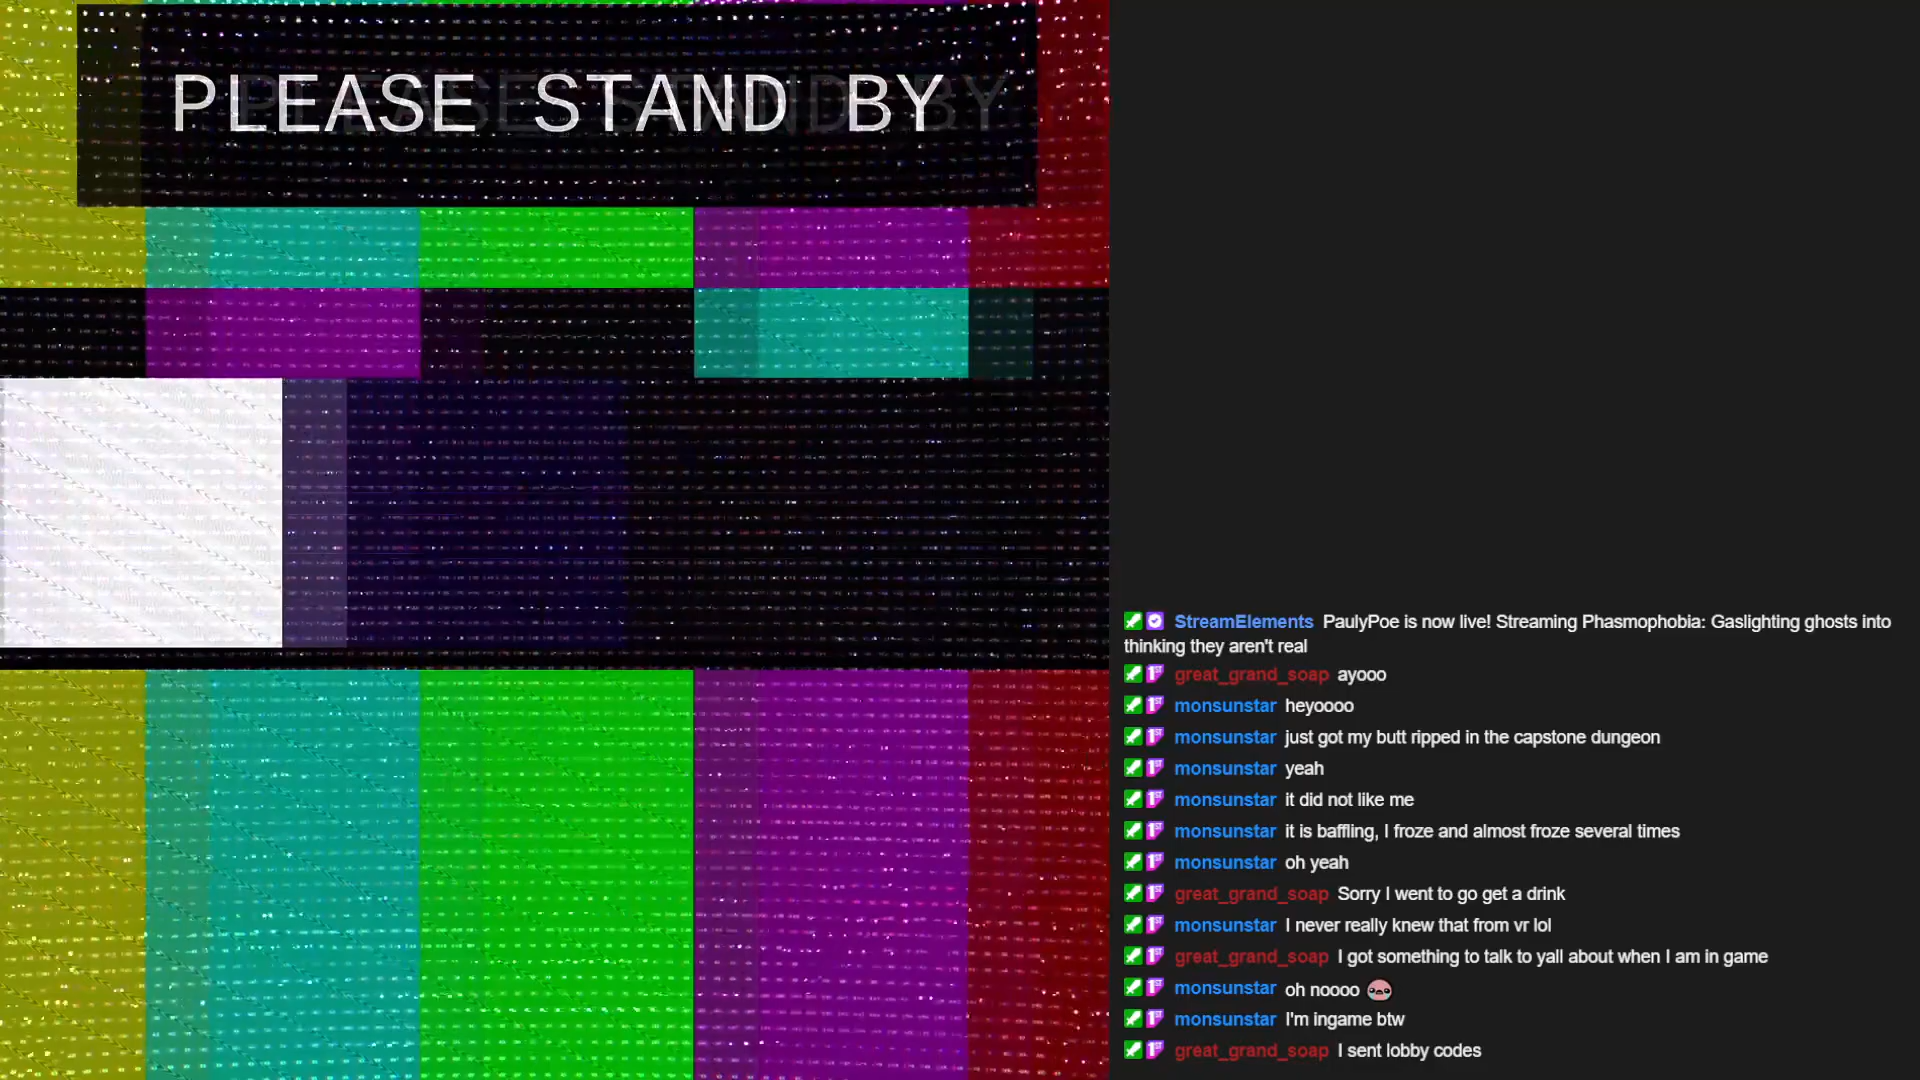 PLEASE STAND BY
StreamElements PaulyPoe is now live! Streaming Phasmophobia: Gaslighting ghosts into
thinking they aren't real
great_grand_soap ayooo
monsunstar heyoooo
monsunstar just got my butt ripped in the capstone dungeon
monsunstar yeah
monsunstar it did not like me
monsunstar it is baffling, I froze and almost froze several times
monsunstar oh yeah
great_grand_soap Sorry I went to go get a drink
monsunstar I never really knew that from vr lol
great_grand_soap I got something to talk to yall about when I am in game
monsunstar oh noooo
monsunstar I'm ingame btw
great_grand_soap I sent lobby codes